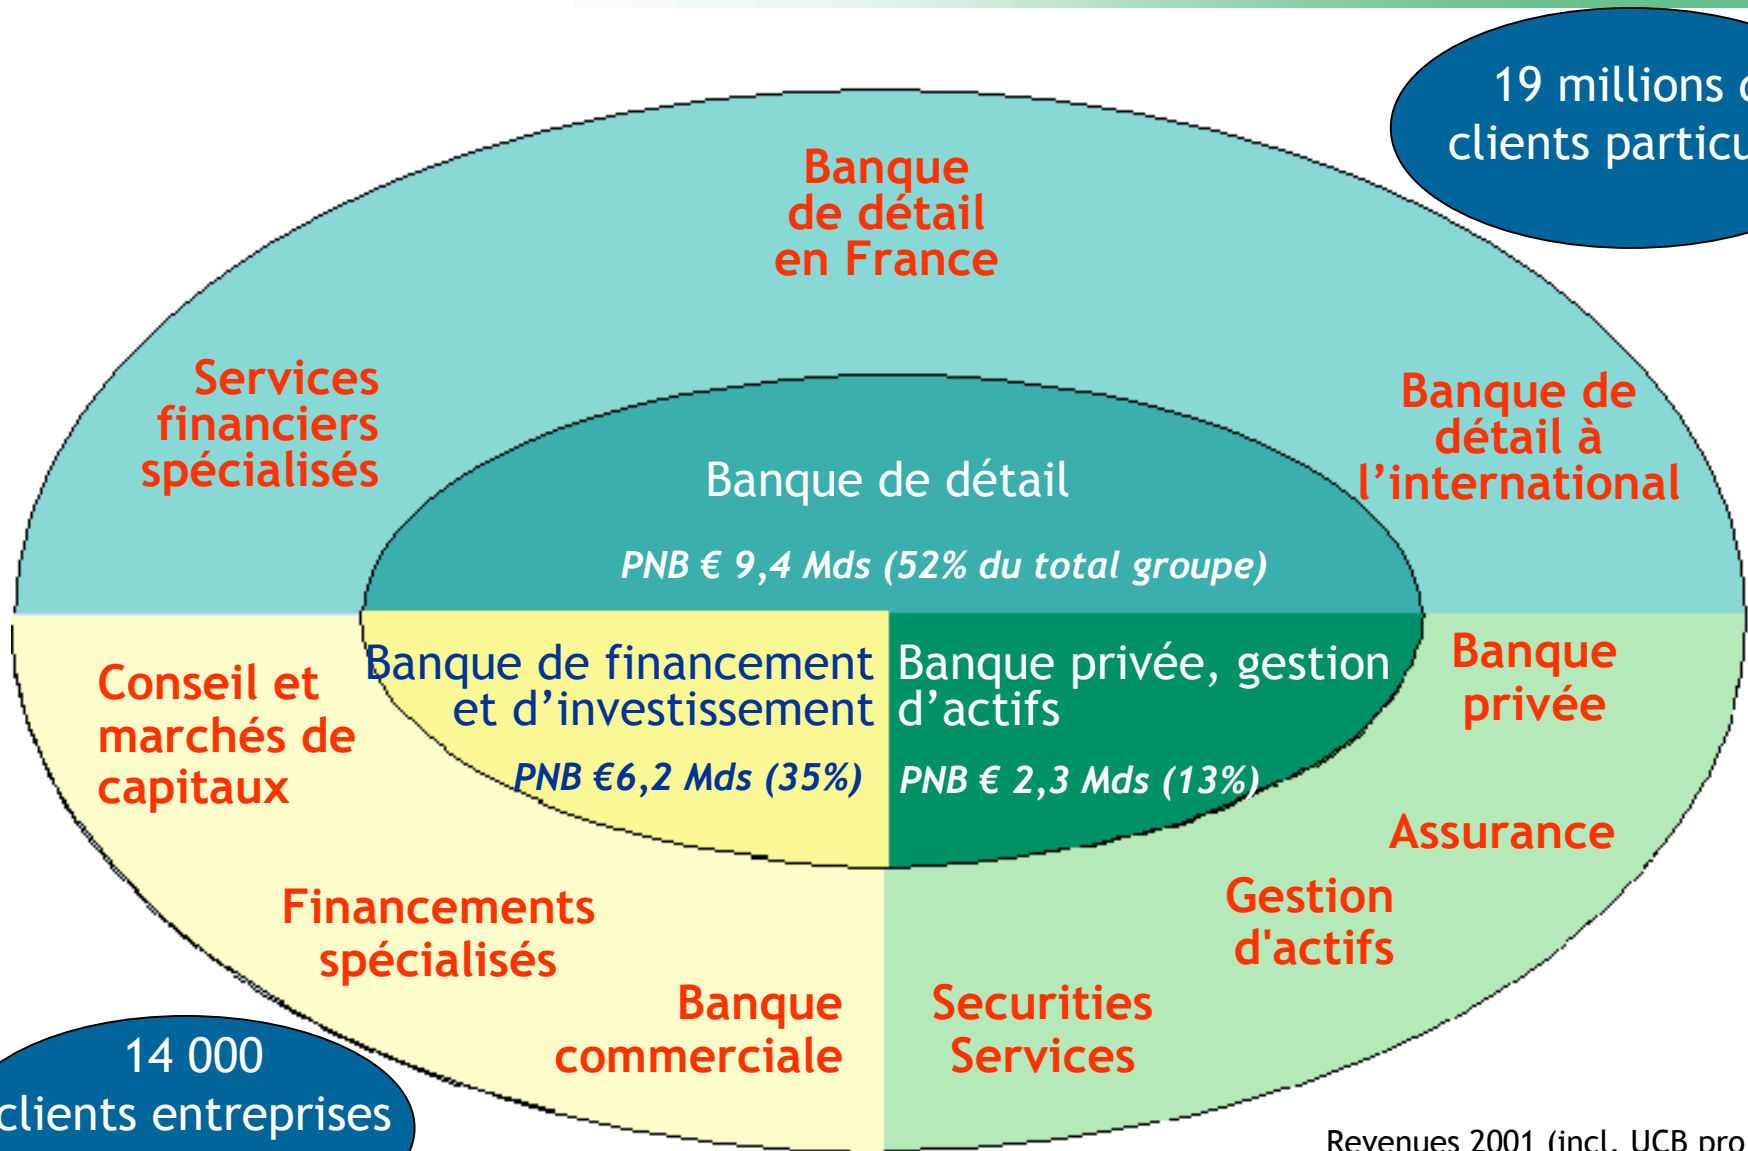 19 millions
clients
Banque
de détail
en France
Services
financiers
spécialisés
Banque de
détail à
l’international
Banque de détail
PNB € 9,4 Mds (52% du total groupe)
Banque de financement
et d’investissement
PNB €6,2 Mds (35%)
Banque privée, gestion
d’actifs
PNB € 2,3 Mds (13%)
Conseil et
marchés de
capitaux
Banque
privée
Assurance
Financements
spécialisés
Gestion
d'actifs
Banque
commerciale
Securities
Services
14 000
clients entreprises
Revenues 2001 (incl. UCB